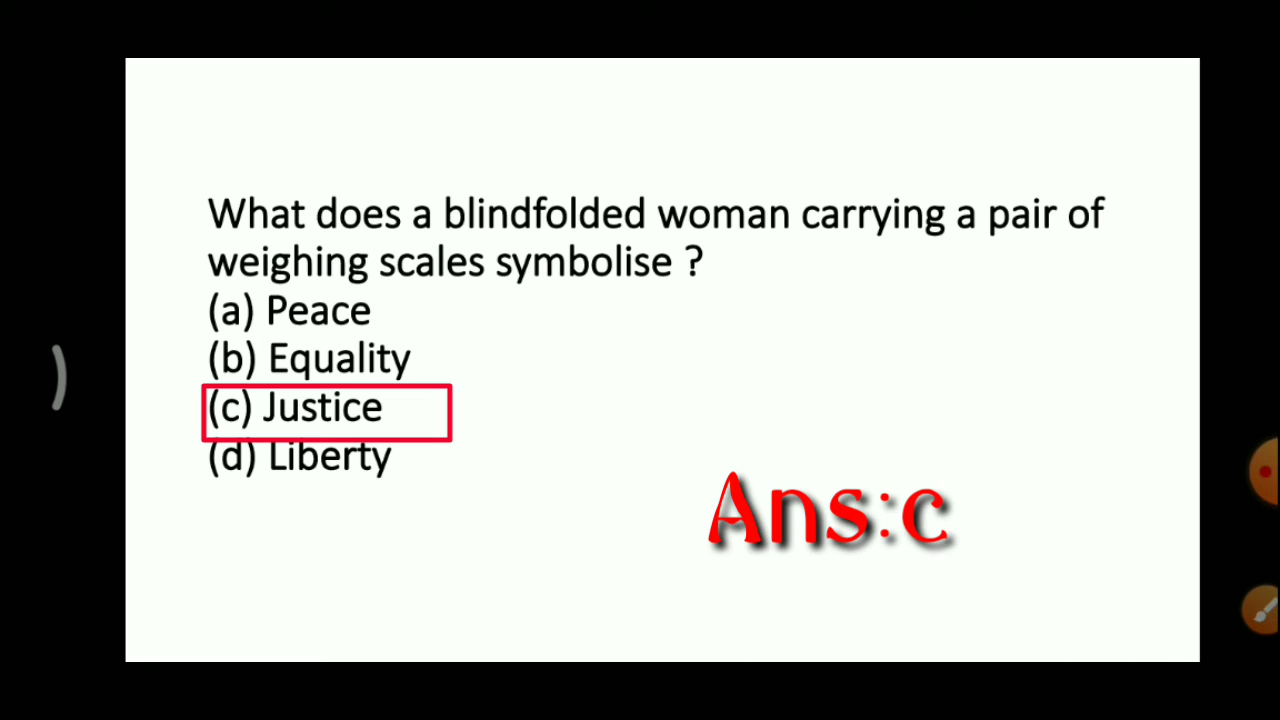 What does a blindfolded woman carrying a pair of
weighing scales symbolise ?
(a) Peace
(b) Equality
(c) Justice
(d) Liberty
Ans:c